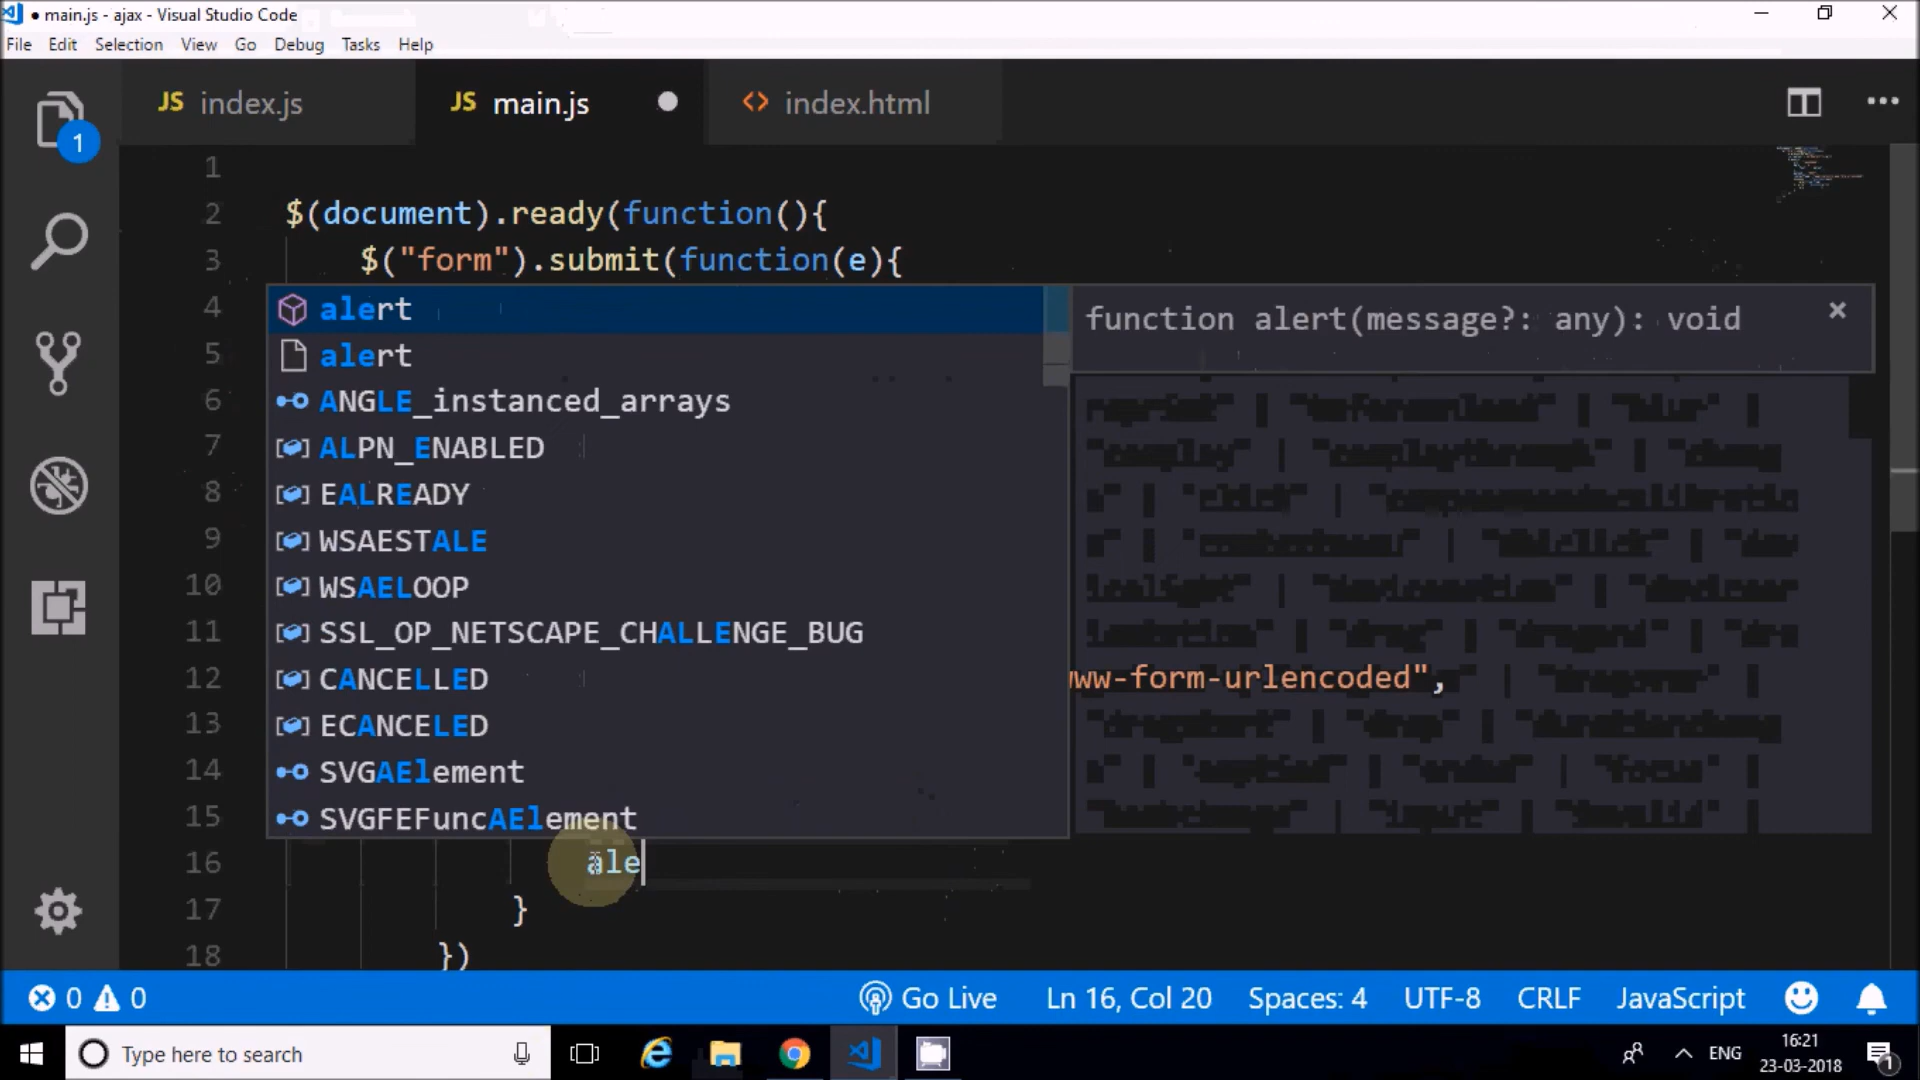 main.js - ajax - Visual Studio Code
File Edit Selection View Go Debug Tasks Help
JS index.js JS main.js index.html
1
1
2 $(document).ready(function(){
3 $("form").submit(function(e){
4 alert function alert(message?: any): void
5 alert
6 ANGLE_instanced_arrays
7 ALPN_ENABLED
8 EALREADY
9 WSAESTALE
10 WSAELOOP
11 SSL_OP_NETSCAPE_CHALLENGE_BUG
12 CANCELLED www-form-urlencoded",
13 ECANCELED
14 SVGAElement
15 SVGFEFuncAElement
16 ale
17 }
18 })
0 0 Go Live Ln 16, Col 20 Spaces: 4 UTF-8 CRLF JavaScript
Type here to search ENG 16:21
23-03-2018 1